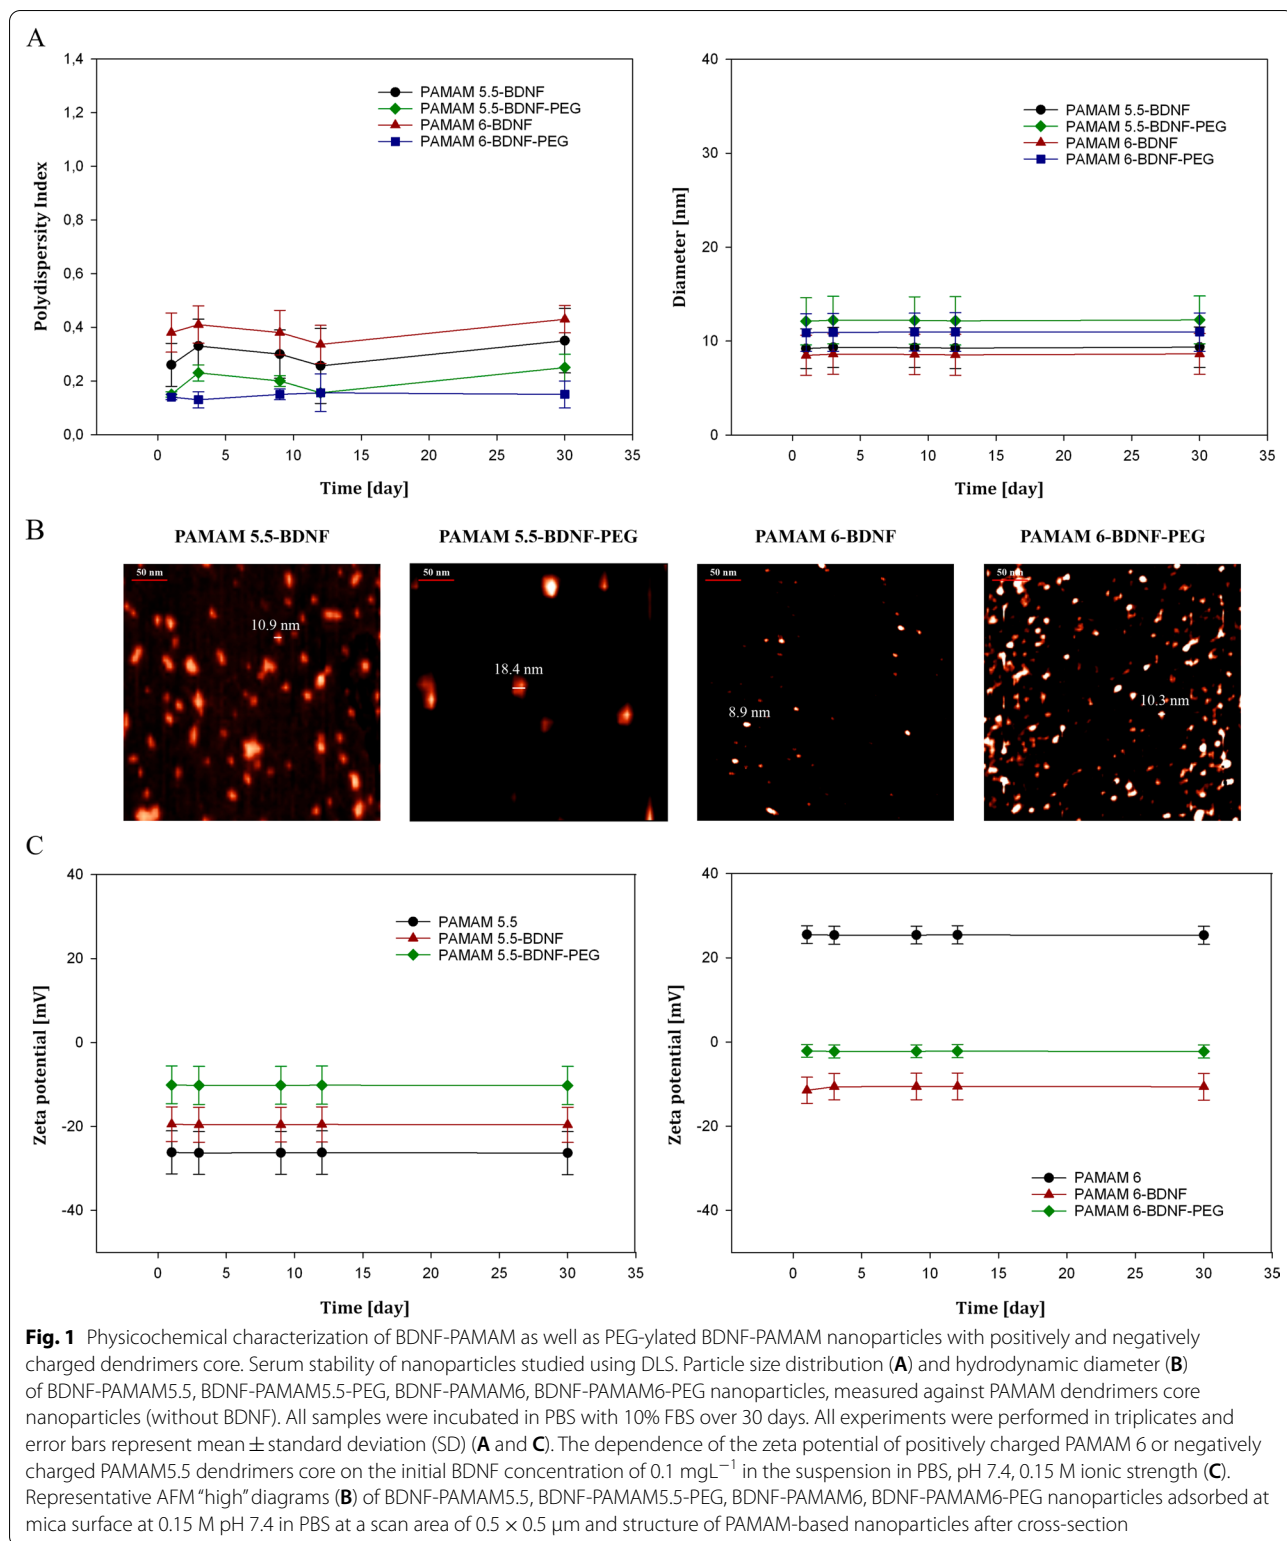 A
1,4
1,2
1,0
0,8
0,6
0,4
0,2
0,0
Polydispersity Index
0 5 10 15 20 25 30 35
Time [day]
PAMAM 5.5-BDNF
PAMAM 5.5-BDNF-PEG
PAMAM 6-BDNF
PAMAM 6-BDNF-PEG
40
30
20
10
0
Diameter [nm]
0 5 10 15 20 25 30 35
Time [day]
PAMAM 5.5-BDNF
PAMAM 5.5-BDNF-PEG
PAMAM 6-BDNF
PAMAM 6-BDNF-PEG
B
PAMAM 5.5-BDNF
50 nm
10.9 nm
PAMAM 5.5-BDNF-PEG
50 nm
18.4 nm
PAMAM 6-BDNF
50 nm
8.9 nm
PAMAM 6-BDNF-PEG
50 nm
10.3 nm
C
40
20
0
-20
-40
Zeta potential [mV]
0 5 10 15 20 25 30 35
Time [day]
PAMAM 5.5
PAMAM 5.5-BDNF
PAMAM 5.5-BDNF-PEG
40
20
0
-20
-40
Zeta potential [mV]
0 5 10 15 20 25 30 35
Time [day]
PAMAM 6
PAMAM 6-BDNF
PAMAM 6-BDNF-PEG
Fig. 1 Physicochemical characterization of BDNF-PAMAM as well as PEG-ylated BDNF-PAMAM nanoparticles with positively and negatively
charged dendrimers core. Serum stability of nanoparticles studied using DLS. Particle size distribution (A) and hydrodynamic diameter (B)
of BDNF-PAMAM5.5, BDNF-PAMAM5.5-PEG, BDNF-PAMAM6, BDNF-PAMAM6-PEG nanoparticles, measured against PAMAM dendrimers core
nanoparticles (without BDNF). All samples were incubated in PBS with 10% FBS over 30 days. All experiments were performed in triplicates and
error bars represent mean ± standard deviation (SD) (A and C). The dependence of the zeta potential of positively charged PAMAM 6 or negatively
charged PAMAM5.5 dendrimers core on the initial BDNF concentration of 0.1 mgL⁻¹ in the suspension in PBS, pH 7.4, 0.15 M ionic strength (C).
Representative AFM "high" diagrams (B) of BDNF-PAMAM5.5, BDNF-PAMAM5.5-PEG, BDNF-PAMAM6, BDNF-PAMAM6-PEG nanoparticles adsorbed at
mica surface at 0.15 M pH 7.4 in PBS at a scan area of 0.5 × 0.5 μm and structure of PAMAM-based nanoparticles after cross-section